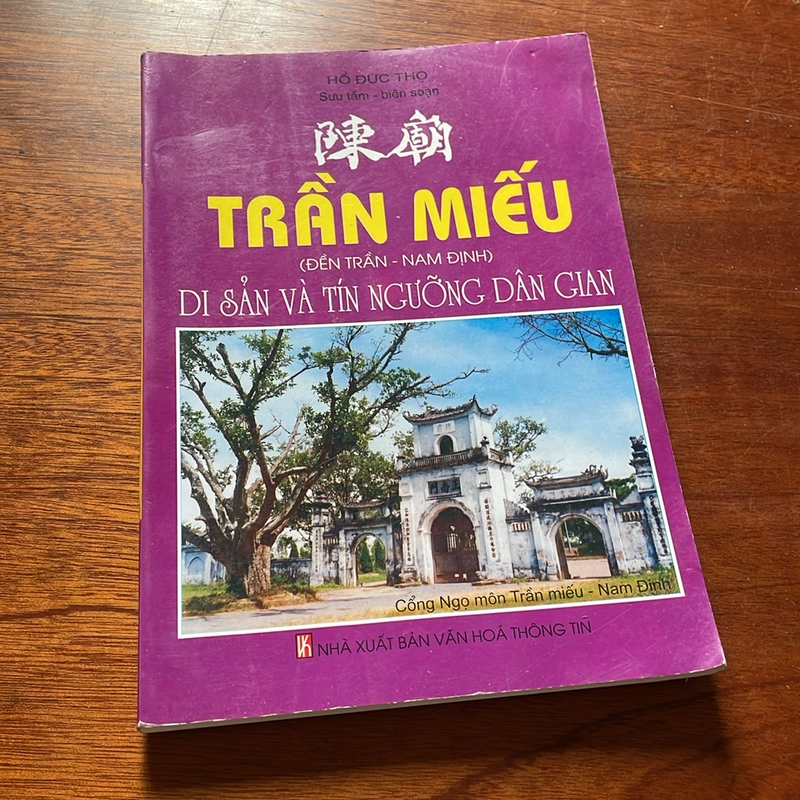 HỒ ĐỨC THỌ
Sưu tầm - biên soạn
陳廟
TRẦN MIẾU
(ĐỀN TRẦN - NAM ĐỊNH)
DI SẢN VÀ TÍN NGƯỠNG DÂN GIAN
Cổng Ngọ môn Trần miếu - Nam Định
NHÀ XUẤT BẢN VĂN HOÁ THÔNG TIN